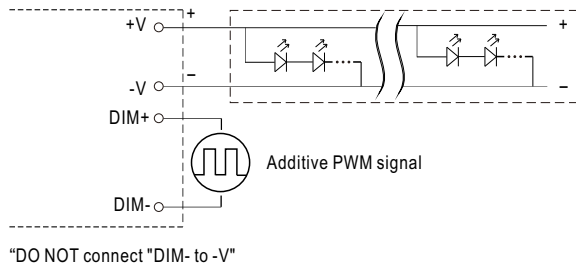 +V
+
+
-V
−
−
DIM+
Additive PWM signal
DIM-
“DO NOT connect "DIM- to -V"